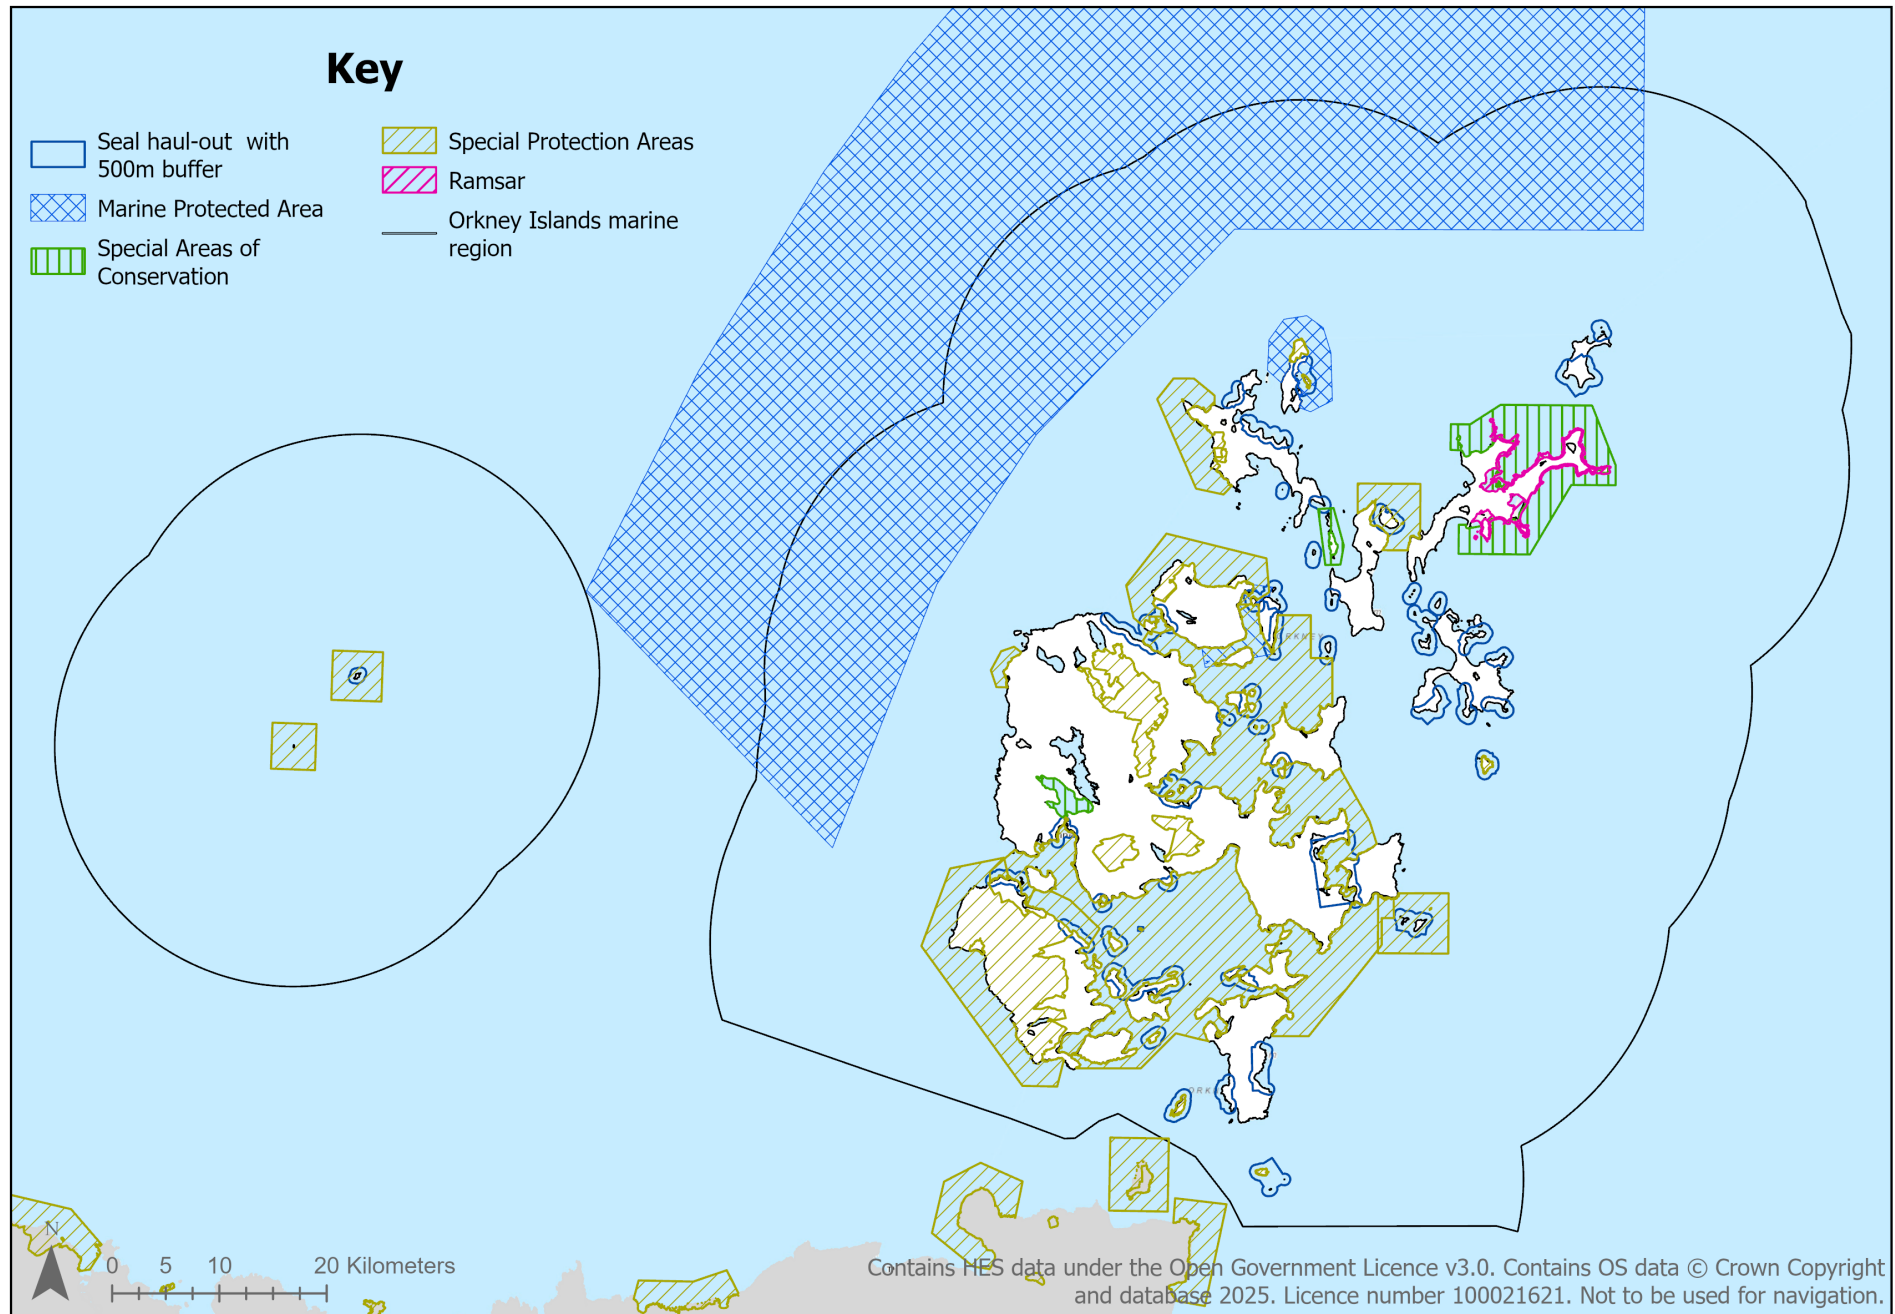 Key
Seal haul-out with
500m buffer
Marine Protected Area
Special Areas of
Conservation
Special Protection Areas
Ramsar
Orkney Islands marine
region
ORKNEY
N
0 5 10 20 Kilometers
Contains HES data under the Open Government Licence v3.0. Contains OS data © Crown Copyright
and database 2025. Licence number 100021621. Not to be used for navigation.